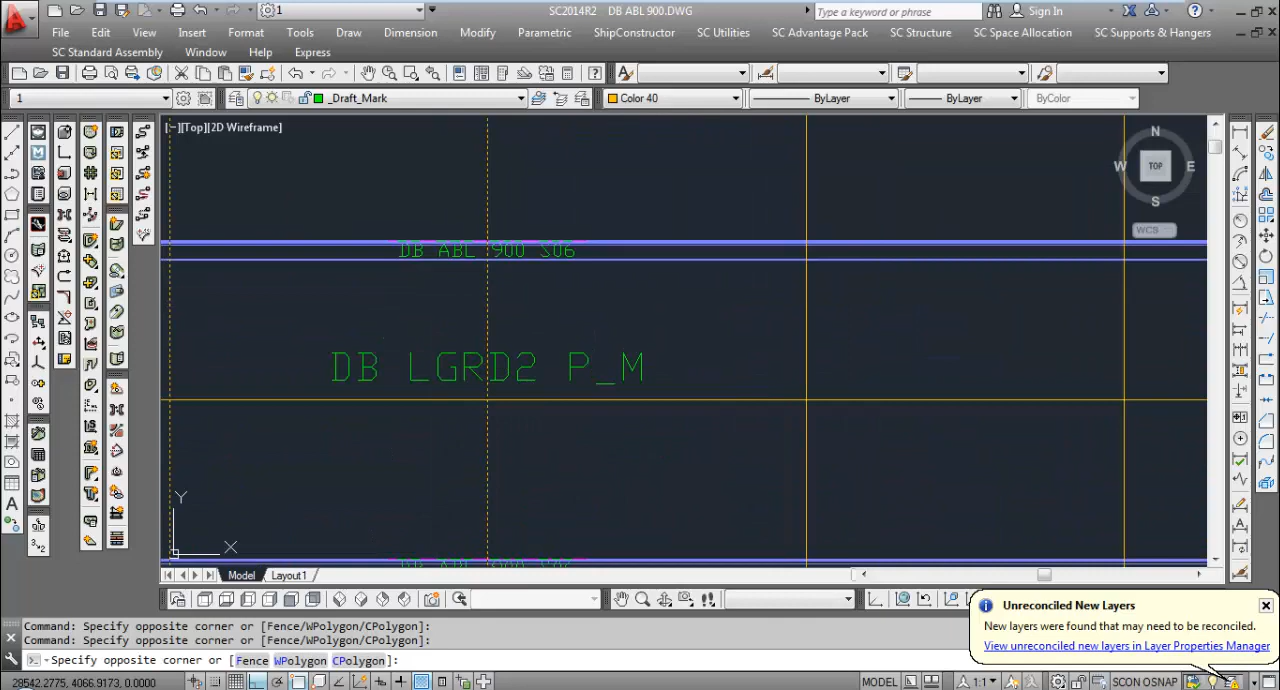 1
SC2014R2 DB ABL 900.DWG
Type a keyword or phrase
Sign In
File Edit View Insert Format Tools Draw Dimension Modify Parametric ShipConstructor SC Utilities SC Advantage Pack SC Structure SC Space Allocation SC Supports & Hangers
SC Standard Assembly Window Help Express
1
_Draft_Mark
Color 40
ByLayer
ByLayer
ByColor
[−][Top][2D Wireframe]
N
W TOP E
S
WCS
DB ABL 900 S06
DB LGRD2 P_M
Y
X
DB ABL 900 S06
Model Layout1
Unreconciled New Layers
New layers were found that may need to be reconciled.
View unreconciled new layers in Layer Properties Manager
Command: Specify opposite corner or [Fence/WPolygon/CPolygon]:
Command: Specify opposite corner or [Fence/WPolygon/CPolygon]:
Specify opposite corner or [Fence WPolygon CPolygon]:
28542.2775, 4066.9173, 0.0000
MODEL
1:1
SCON OSNAP